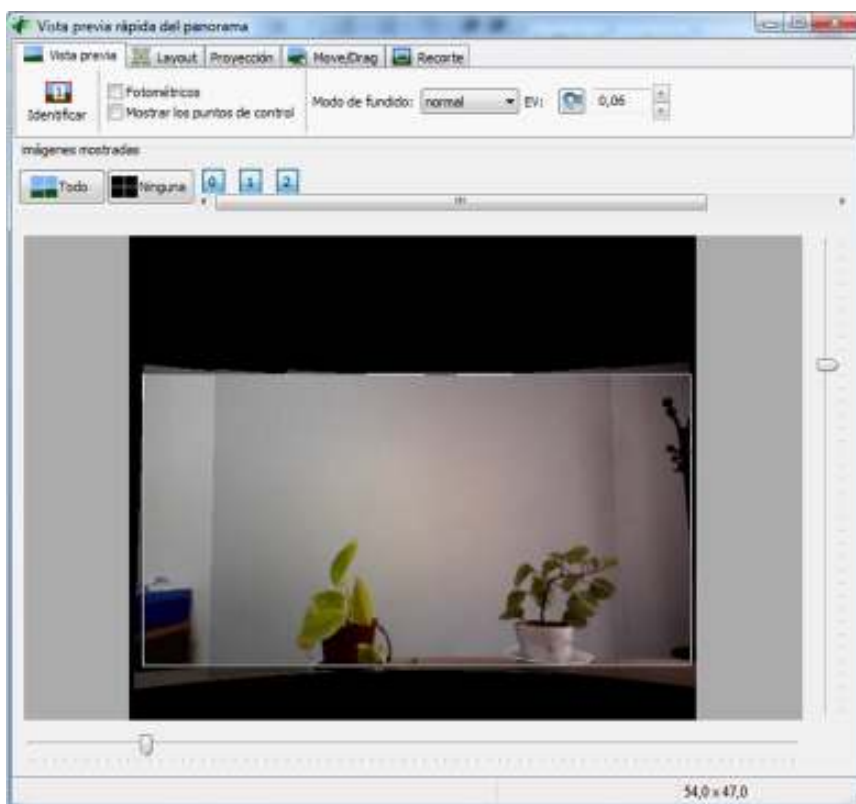 Vista previa rápida del panorama
Vista previa Layout Proyección Move/Drag Recorte
Identificar
Fotométricos
Mostrar los puntos de control
Modo de fundido: normal EV: 0,06
Imágenes mostradas
Todo Ninguna 0 1 2
54,0 x 47,0